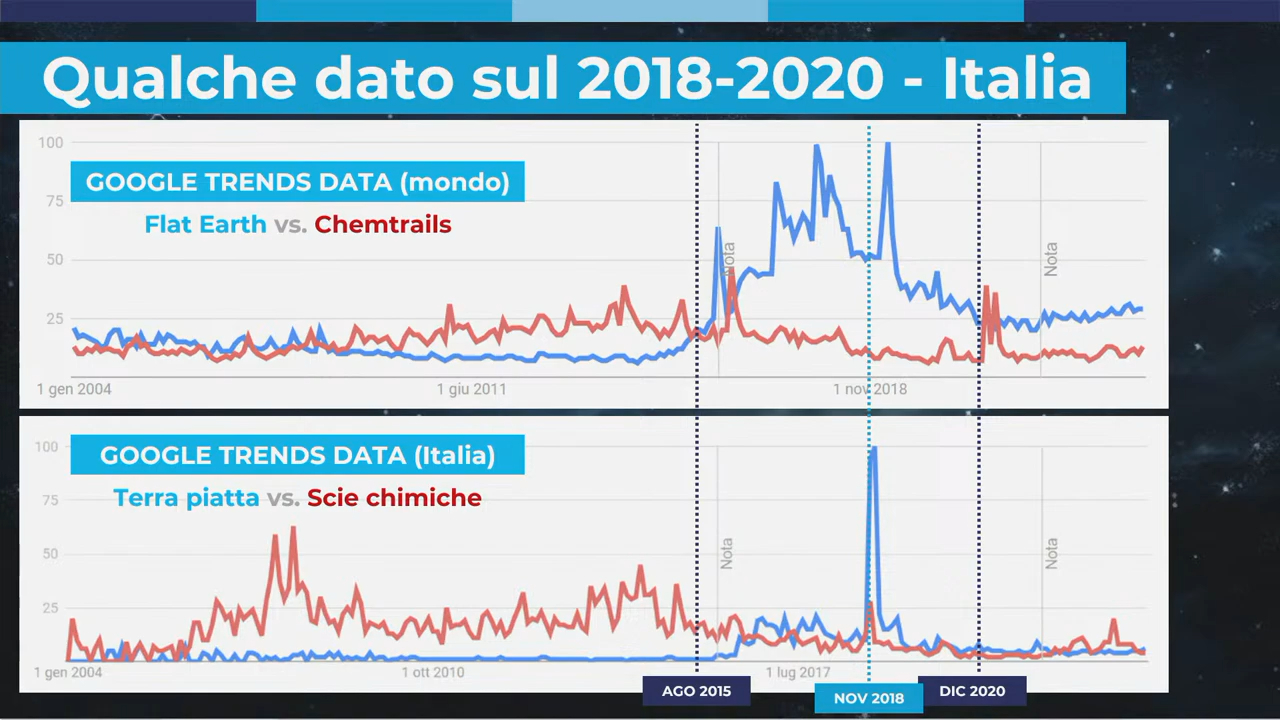 Qualche dato sul 2018-2020 - Italia
100
GOOGLE TRENDS DATA (mondo)
75
Flat Earth vs. Chemtrails
50
Nota
Nota
25
1 gen 2004
1 giu 2011
1 nov 2018
100
GOOGLE TRENDS DATA (Italia)
75
Terra piatta vs. Scie chimiche
50
Nota
Nota
25
1 gen 2004
1 ott 2010
1 lug 2017
AGO 2015
NOV 2018
DIC 2020